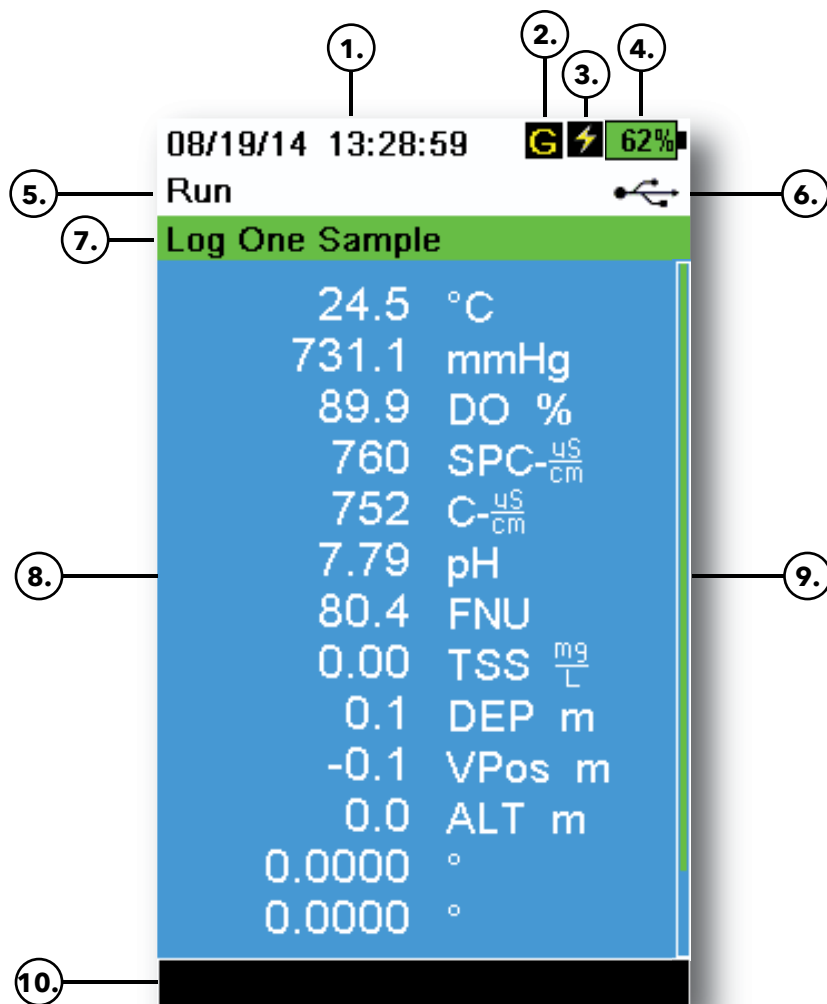 1.
2.
3.
4.
08/19/14 13:28:59 G 62%
5.
Run
6.
7.
Log One Sample
24.5 °C
731.1 mmHg
89.9 DO %
760 SPC-uS/cm
752 C-uS/cm
8.
7.79 pH
9.
80.4 FNU
0.00 TSS mg/L
0.1 DEP m
-0.1 VPos m
0.0 ALT m
0.0000 °
0.0000 °
10.